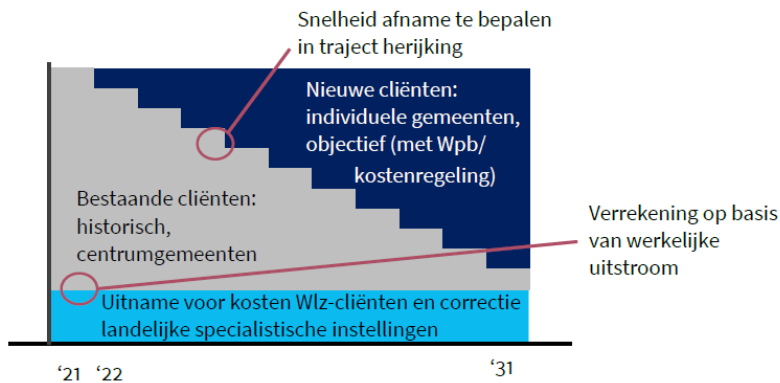 Snelheid afname te bepalen
in traject herijking
Nieuwe cliënten:
individuele gemeenten,
objectief (met Wpb/
kostenregeling)
Bestaande cliënten:
historisch,
centrumgemeenten
Verrekening op basis
van werkelijke
uitstroom
Uitname voor kosten Wlz-cliënten en correctie
landelijke specialistische instellingen
‘21 ‘22 ‘31